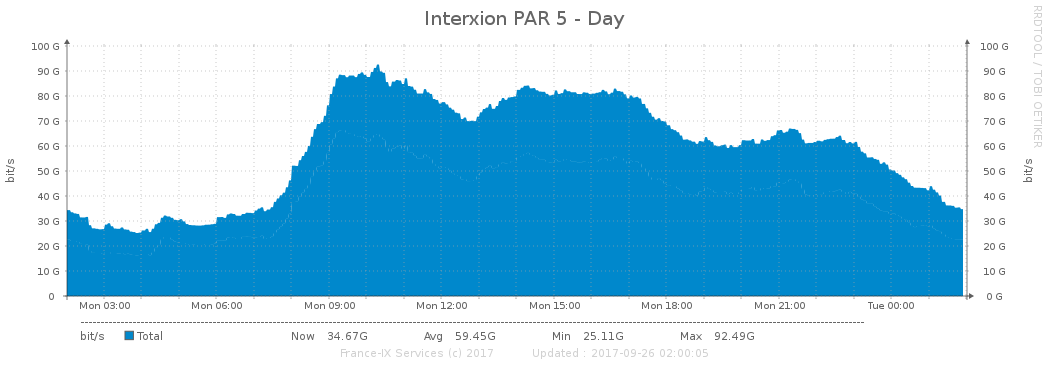 Interxion PAR 5 - Day
RRDTOOL / TOBI OETIKER
bit/s
100 G
90 G
80 G
70 G
60 G
50 G
40 G
30 G
20 G
10 G
0
100 G
90 G
80 G
70 G
60 G
50 G
40 G
30 G
20 G
10 G
0 G
bit/s
Mon 03:00 Mon 06:00 Mon 09:00 Mon 12:00 Mon 15:00 Mon 18:00 Mon 21:00 Tue 00:00
bit/s Total Now 34.67G Avg 59.45G Min 25.11G Max 92.49G
France-IX Services (c) 2017 Updated : 2017-09-26 02:00:05